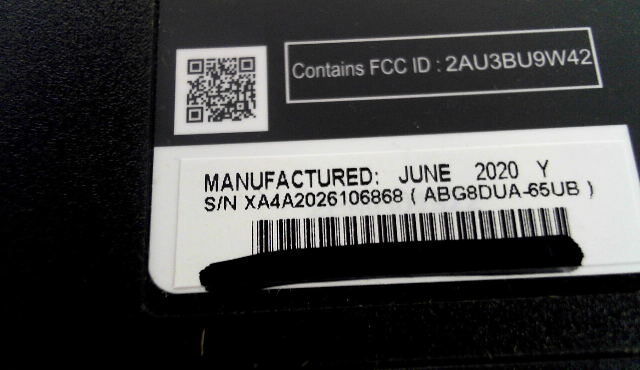 Contains FCC ID : 2AU3BU9W42
MANUFACTURED: JUNE 2020 Y
S/N XA4A2026106868 ( ABG8DUA-65UB )